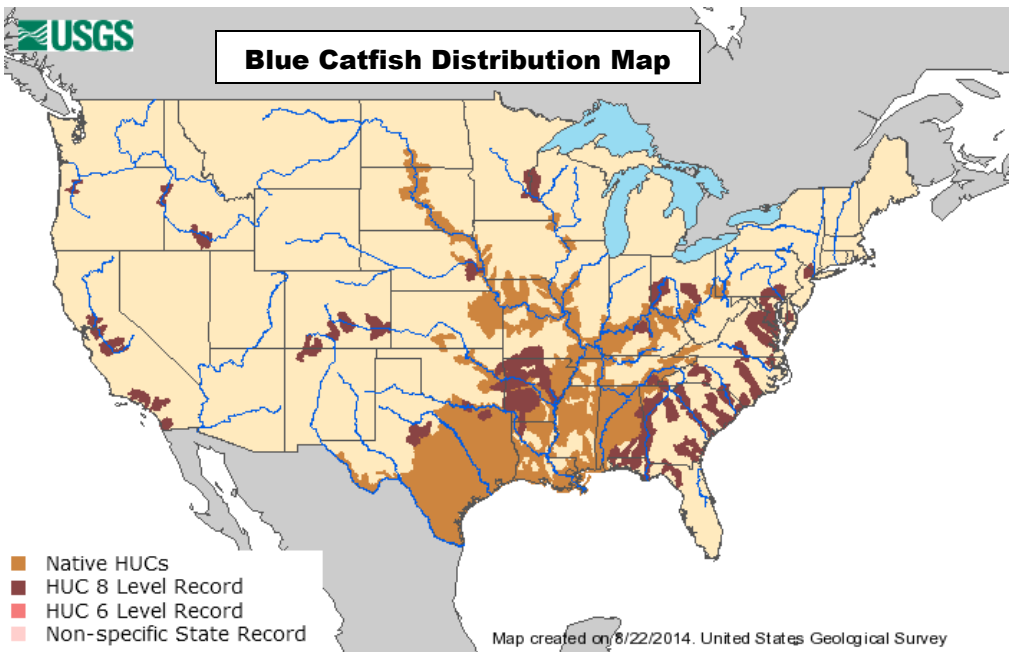 USGS
Blue Catfish Distribution Map
Native HUCs
HUC 8 Level Record
HUC 6 Level Record
Non-specific State Record
Map created on 8/22/2014. United States Geological Survey